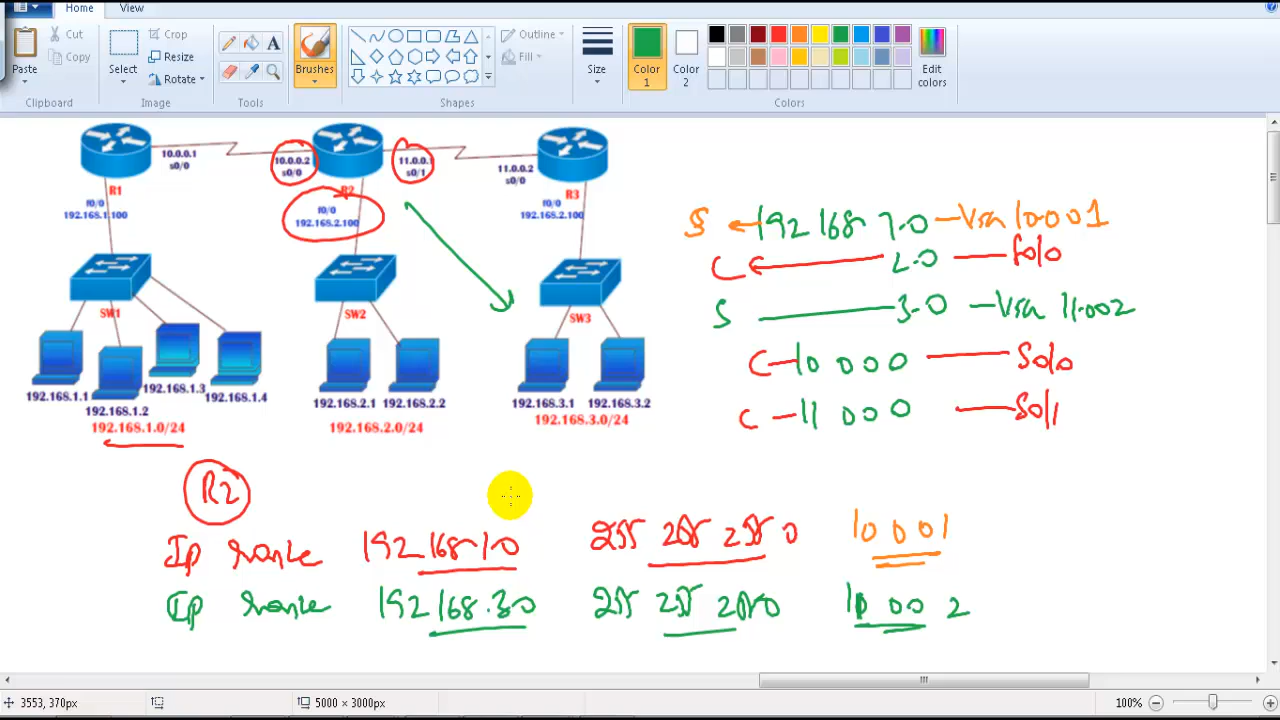 Home View
Cut
Copy
Paste
Clipboard
Select
Crop
Resize
Rotate
Image
Tools
Brushes
Outline
Fill
Shapes
Size
Color 1
Color 2
Edit colors
Colors
10.0.0.1
s0/0
R1
f0/0
192.168.1.100
10.0.0.2
s0/0
R2
11.0.0.1
s0/1
f0/0
192.168.2.100
11.0.0.2
s0/0
R3
f0/0
192.168.2.100
SW1
SW2
SW3
192.168.1.1
192.168.1.2
192.168.1.3
192.168.1.4
192.168.1.0/24
192.168.2.1 192.168.2.2
192.168.2.0/24
192.168.3.1 192.168.3.2
192.168.3.0/24
S 192 168 1.0 Via 10.0.0.1
C 2.0 f0/0
S 3.0 Via 11.0.0.2
C 10 0 0 0 S0/0
C 11 0 0 0 S0/1
R2
Ip route 192 168 1.0 255 255 255 0 10 0 0 1
Ip route 192 168.3.0 255 255 255 0 0 0 2
3553, 370px
5000 × 3000px
100%